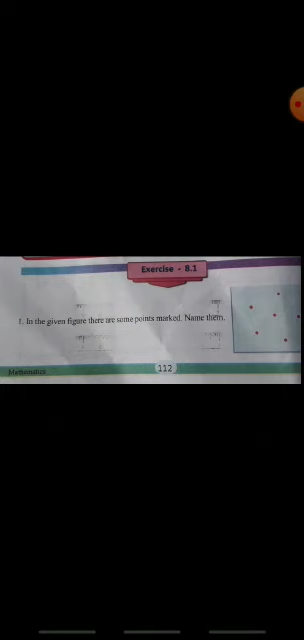 Exercise - 8.1
1. In the given figure there are some points marked. Name them.
Mathematics
112